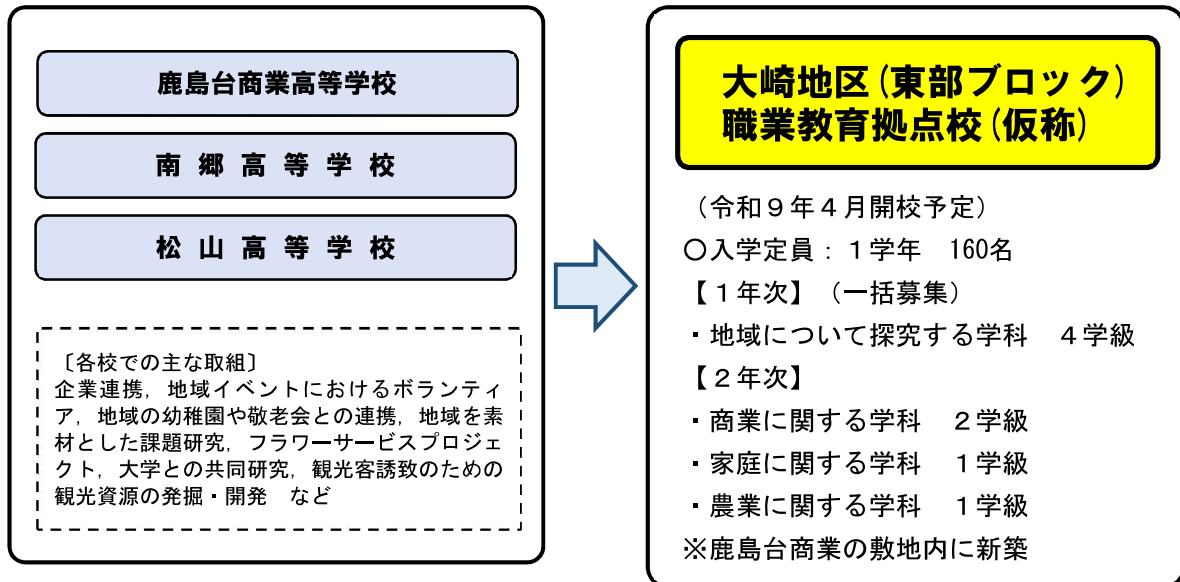 鹿島台商業高等学校
南郷高等学校
松山高等学校
〔各校での主な取組〕
企業連携，地域イベントにおけるボランティ
ア，地域の幼稚園や敬老会との連携，地域を素
材とした課題研究，フラワーサービスプロジェ
クト，大学との共同研究，観光客誘致のための
観光資源の発掘・開発　など
大崎地区(東部ブロック)
職業教育拠点校(仮称)
（令和９年４月開校予定）
〇入学定員：１学年　160名
【１年次】（一括募集）
・地域について探究する学科　４学級
【２年次】
・商業に関する学科　２学級
・家庭に関する学科　１学級
・農業に関する学科　１学級
※鹿島台商業の敷地内に新築